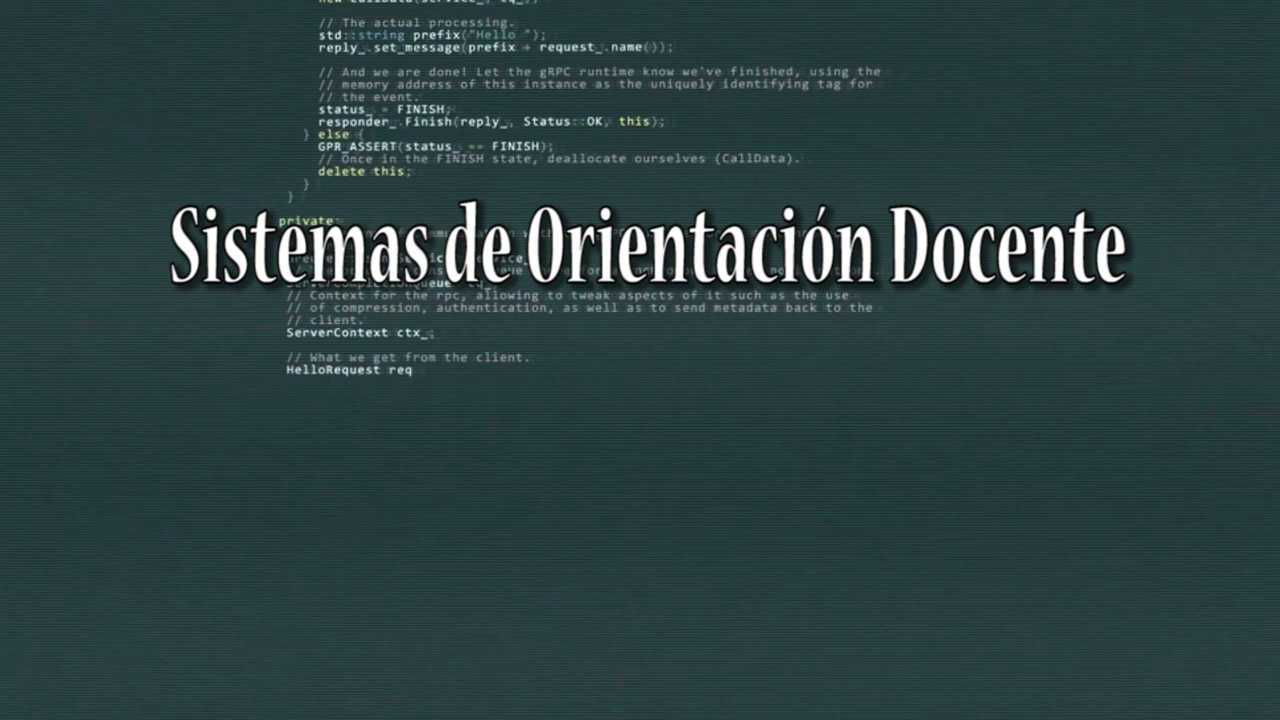 new CallData(service_, cq_);
// The actual processing.
std::string prefix("Hello ");
reply_.set_message(prefix + request_.name());
// And we are done! Let the gRPC runtime know we've finished, using the
// memory address of this instance as the uniquely identifying tag for
// the event.
status_ = FINISH;
responder_.Finish(reply_, Status::OK, this);
} else {
GPR_ASSERT(status_ == FINISH);
// Once in the FINISH state, deallocate ourselves (CallData).
delete this;
}
}
private:
Sistemas de Orientación Docente
// Context for the rpc, allowing to tweak aspects of it such as the use
// of compression, authentication, as well as to send metadata back to the
// client.
ServerContext ctx_;
// What we get from the client.
HelloRequest req